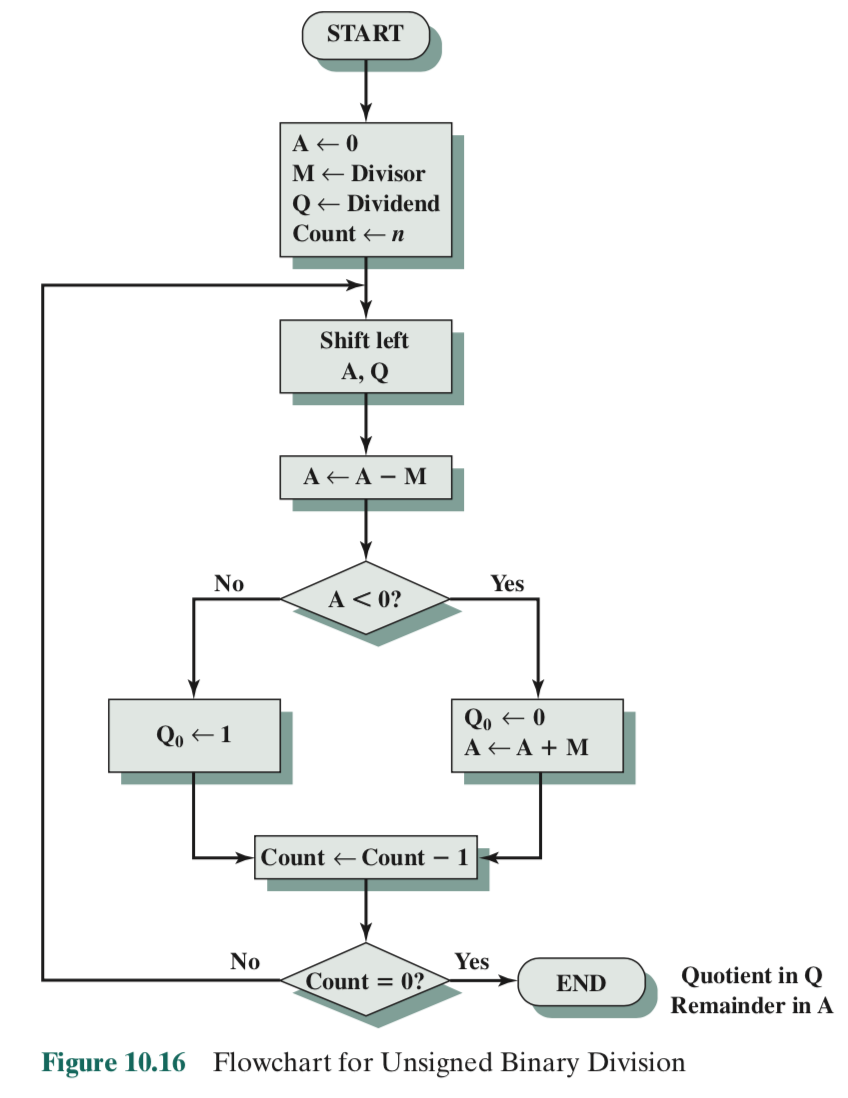 START
A ← 0
M ← Divisor
Q ← Dividend
Count ← n
Shift left
A, Q
A ← A − M
No
A < 0?
Yes
Q₀ ← 1
Q₀ ← 0
A ← A + M
Count ← Count − 1
No
Count = 0?
Yes
END
Quotient in Q
Remainder in A
Figure 10.16 Flowchart for Unsigned Binary Division